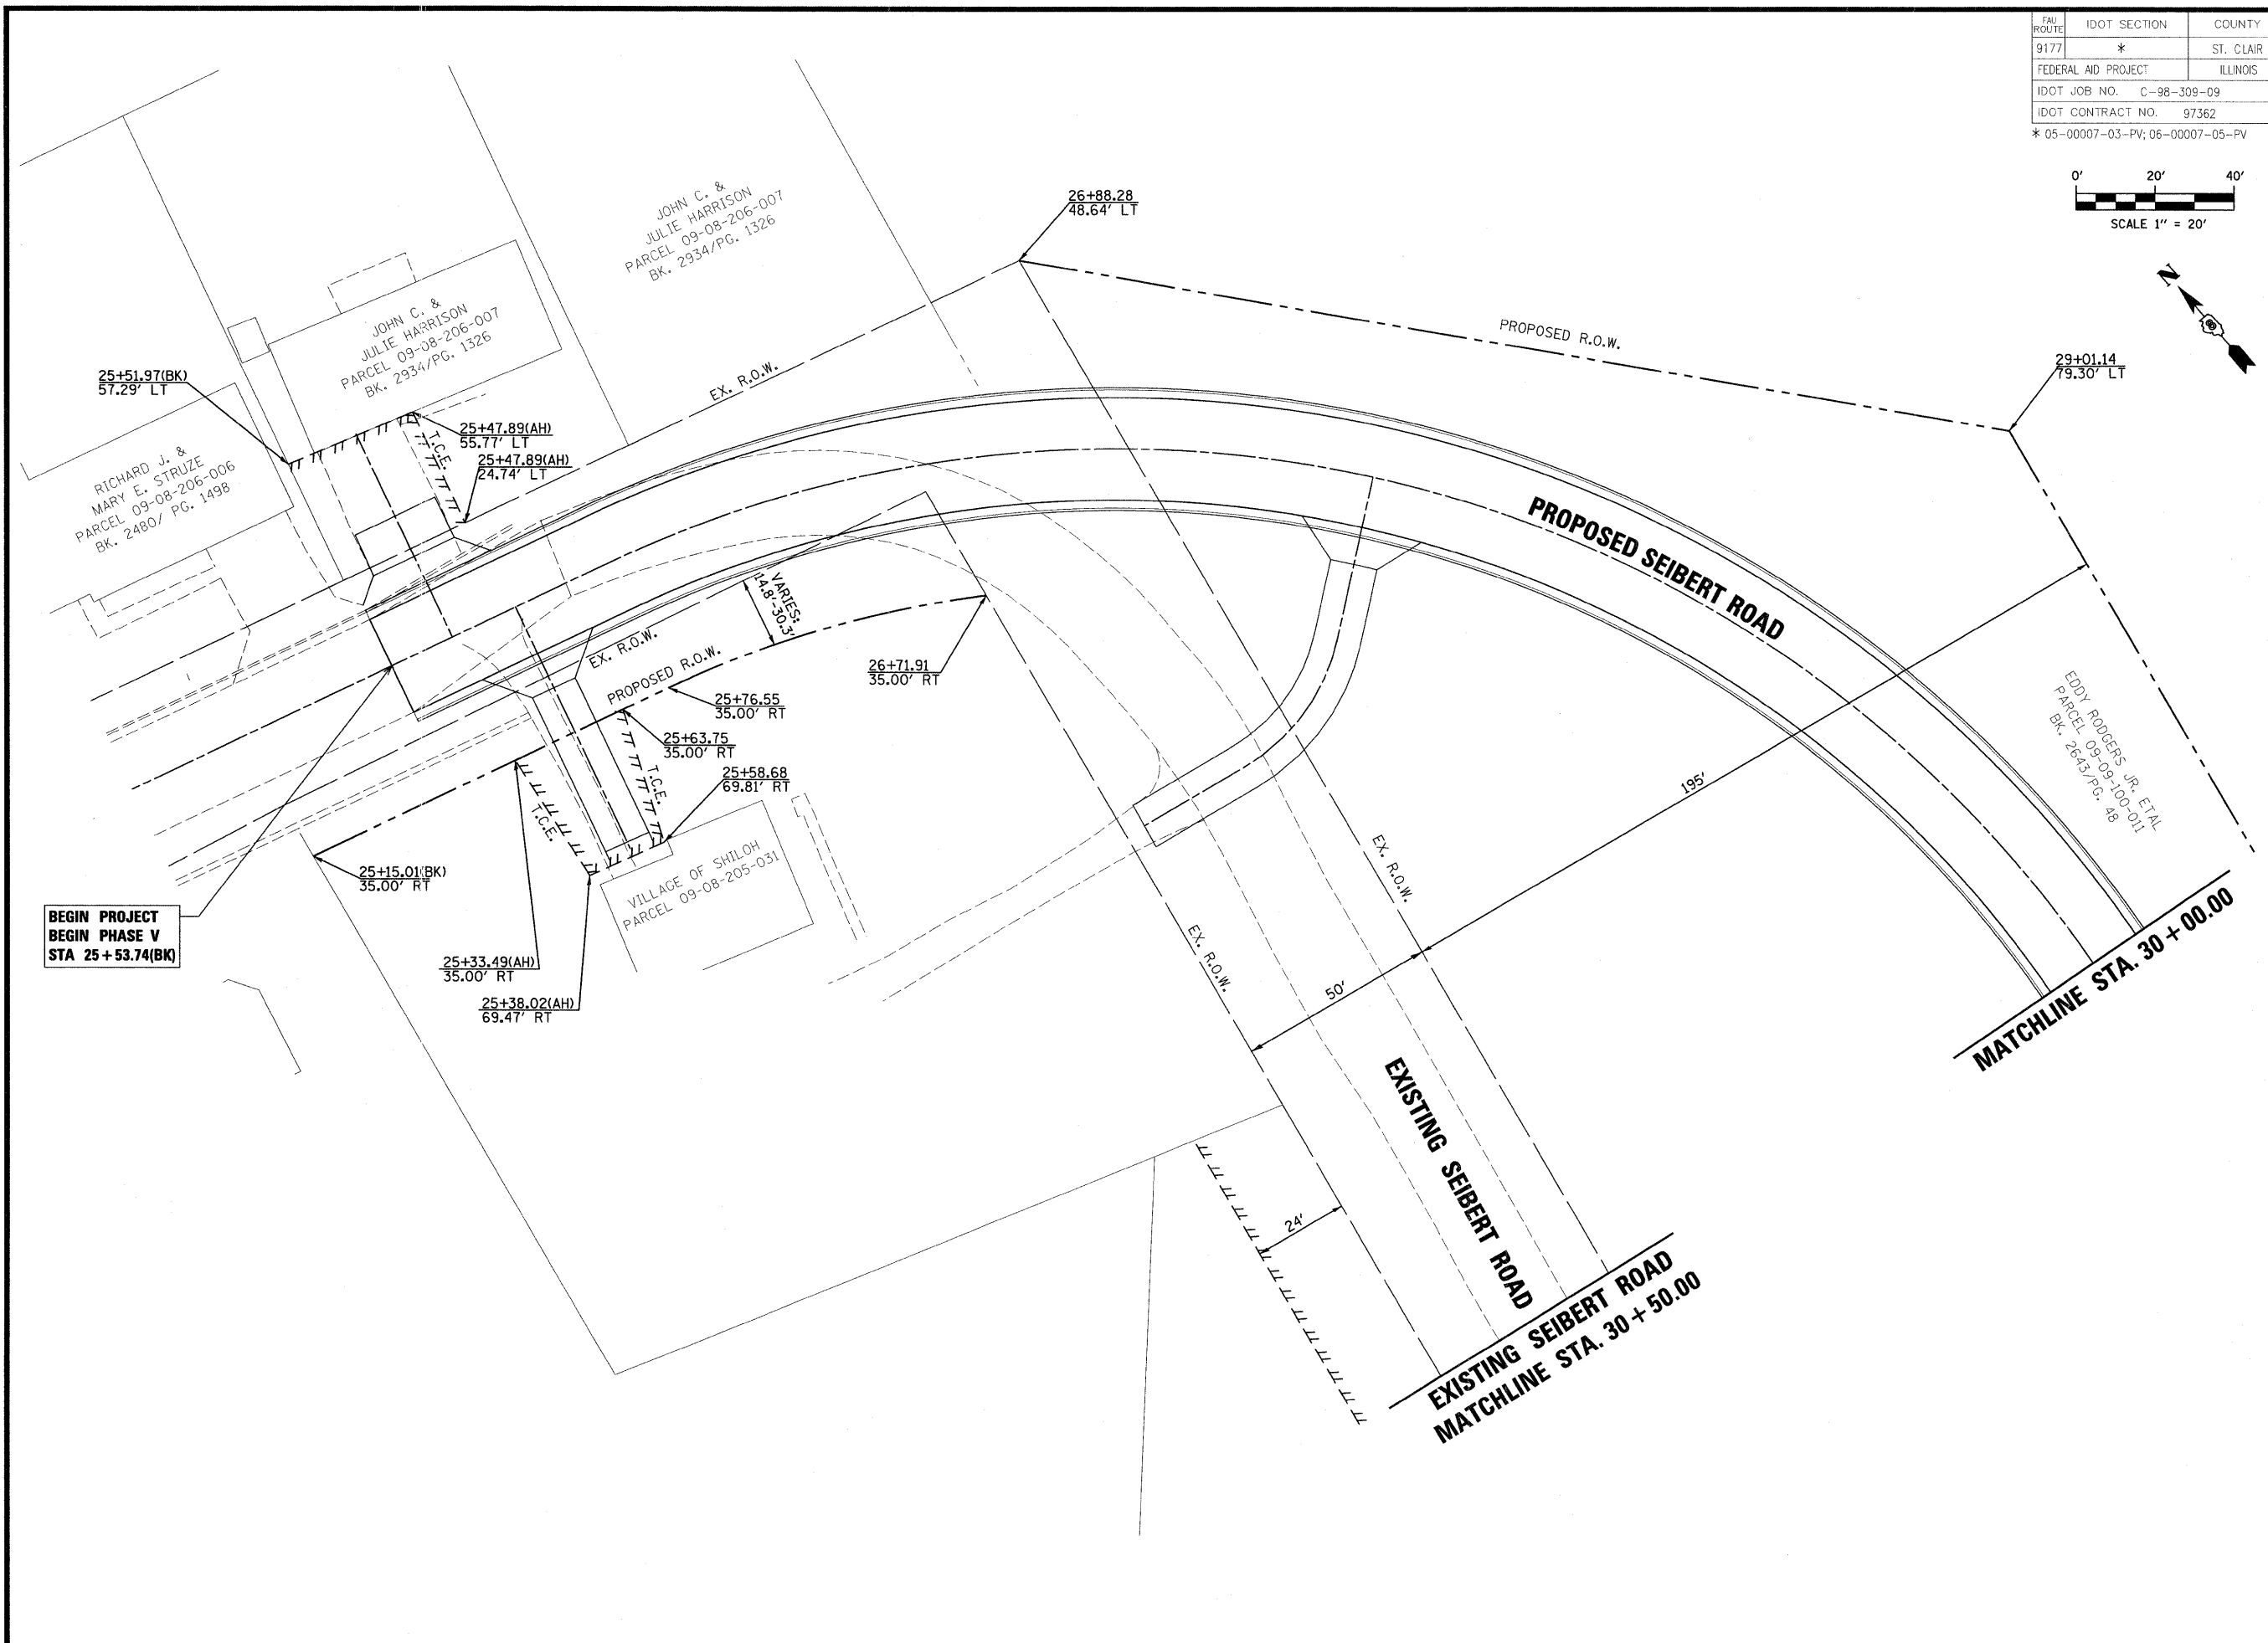 FAU ROUTE IDOT SECTION COUNTY
9177 * ST. CLAIR
FEDERAL AID PROJECT ILLINOIS
IDOT JOB NO. C-98-309-09
IDOT CONTRACT NO. 97362
* 05-00007-03-PV; 06-00007-05-PV
0' 20' 40'
SCALE 1" = 20'
N
JOHN C. &
JULIE HARRISON
PARCEL 09-08-206-007
BK. 2934/PG. 1326
26+88.28
48.64' LT
PROPOSED R.O.W.
29+01.14
79.30' LT
JOHN C. &
JULIE HARRISON
PARCEL 09-08-206-007
BK. 2934/PG. 1326
25+51.97(BK)
57.29' LT
EX. R.O.W.
25+47.89(AH)
55.77' LT
T.C.E.
25+47.89(AH)
24.74' LT
RICHARD J. &
MARY E. STRUZE
PARCEL 09-08-206-006
BK. 2480/ PG. 1498
PROPOSED SEIBERT ROAD
VARIES:
14.8'-30.3'
EX. R.O.W.
PROPOSED R.O.W.
26+71.91
35.00' RT
25+76.55
35.00' RT
25+63.75
35.00' RT
T.C.E.
25+58.68
69.81' RT
T.C.E.
195'
EDDY RODGERS JR. ETAL
PARCEL 09-09-100-011
BK. 2643/PG. 48
VILLAGE OF SHILOH
PARCEL 09-08-205-031
25+15.01(BK)
35.00' RT
EX. R.O.W.
BEGIN PROJECT
BEGIN PHASE V
STA 25+53.74(BK)
25+33.49(AH)
35.00' RT
25+38.02(AH)
69.47' RT
EX. R.O.W.
50'
MATCHLINE STA. 30+00.00
EXISTING SEIBERT ROAD
24'
EXISTING SEIBERT ROAD
MATCHLINE STA. 30+50.00